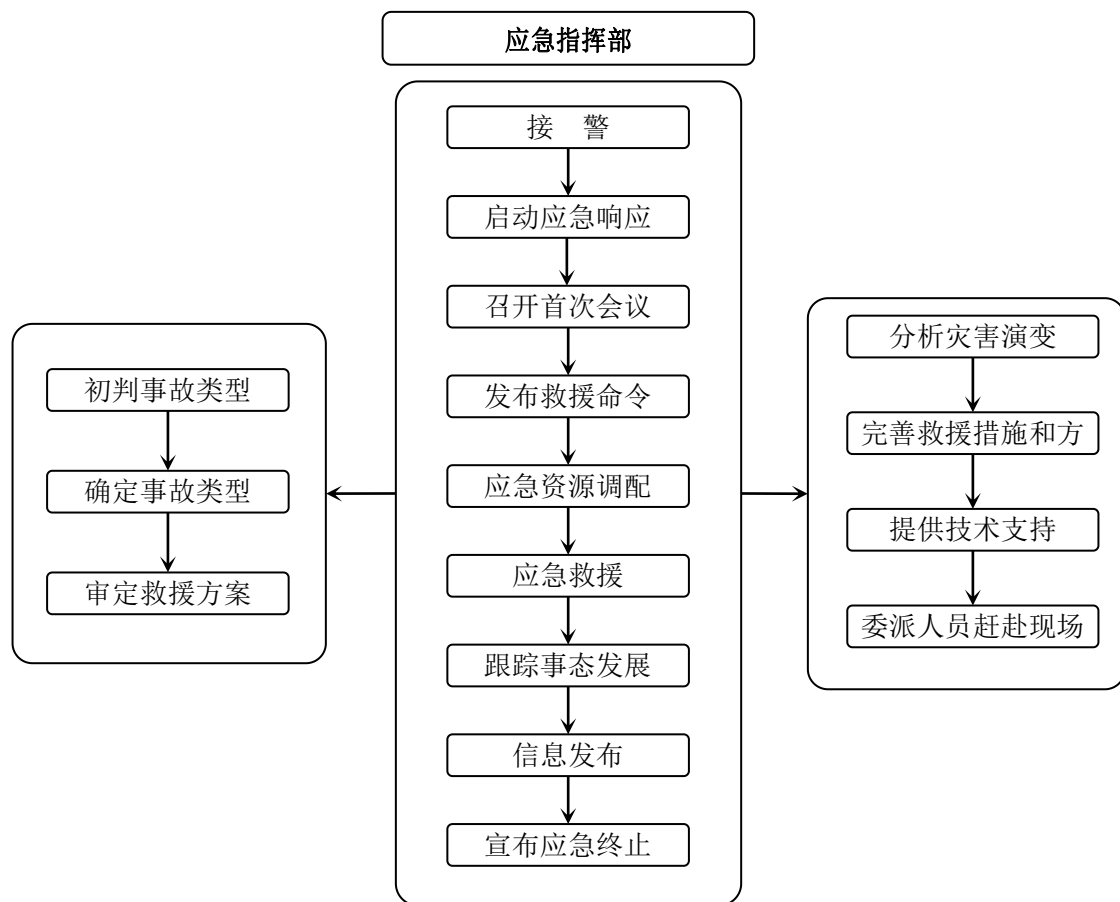 应急指挥部
接 警
启动应急响应
召开首次会议
发布救援命令
应急资源调配
应急救援
跟踪事态发展
信息发布
宣布应急终止
初判事故类型
确定事故类型
审定救援方案
分析灾害演变
完善救援措施和方
提供技术支持
委派人员赶赴现场